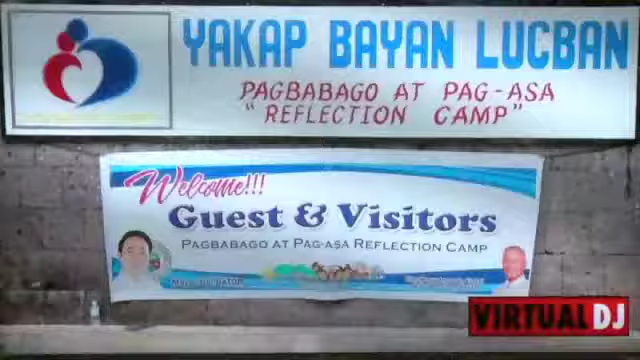 YAKAP BAYAN LUCBAN
PAGBABAGO AT PAG-ASA
"REFLECTION CAMP"
Welcome!!!
Guest & Visitors
PAGBABAGO AT PAG-ASA REFLECTION CAMP
VIRTUAL DJ